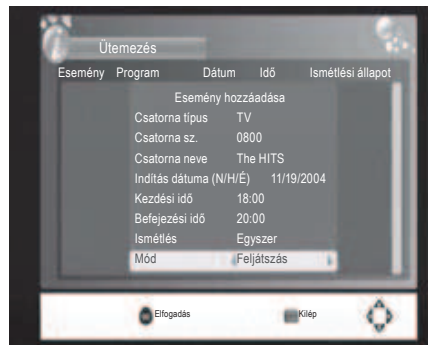 Ütemezés
Esemény Program Dátum Idő Ismétlési állapot
Esemény hozzáadása
Csatorna típus TV
Csatorna sz. 0800
Csatorna neve The HITS
Indítás dátuma (N/H/É) 11/19/2004
Kezdési idő 18:00
Befejezési idő 20:00
Ismétlés Egyszer
Mód Feljátszás
Elfogadás Kilép